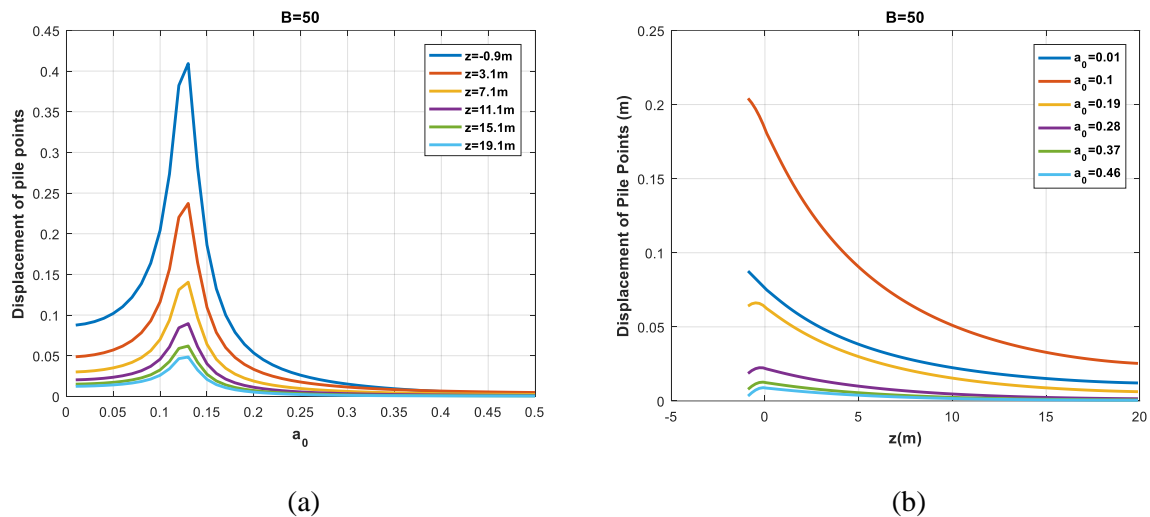 B=50
0.45
0.4
0.35
0.3
0.25
0.2
0.15
0.1
0.05
0
0 0.05 0.1 0.15 0.2 0.25 0.3 0.35 0.4 0.45 0.5
Displacement of pile points
a0
z=-0.9m
z=3.1m
z=7.1m
z=11.1m
z=15.1m
z=19.1m
(a)
B=50
0.25
0.2
0.15
0.1
0.05
0
-5 0 5 10 15 20
Displacement of Pile Points (m)
z(m)
a0=0.01
a0=0.1
a0=0.19
a0=0.28
a0=0.37
a0=0.46
(b)